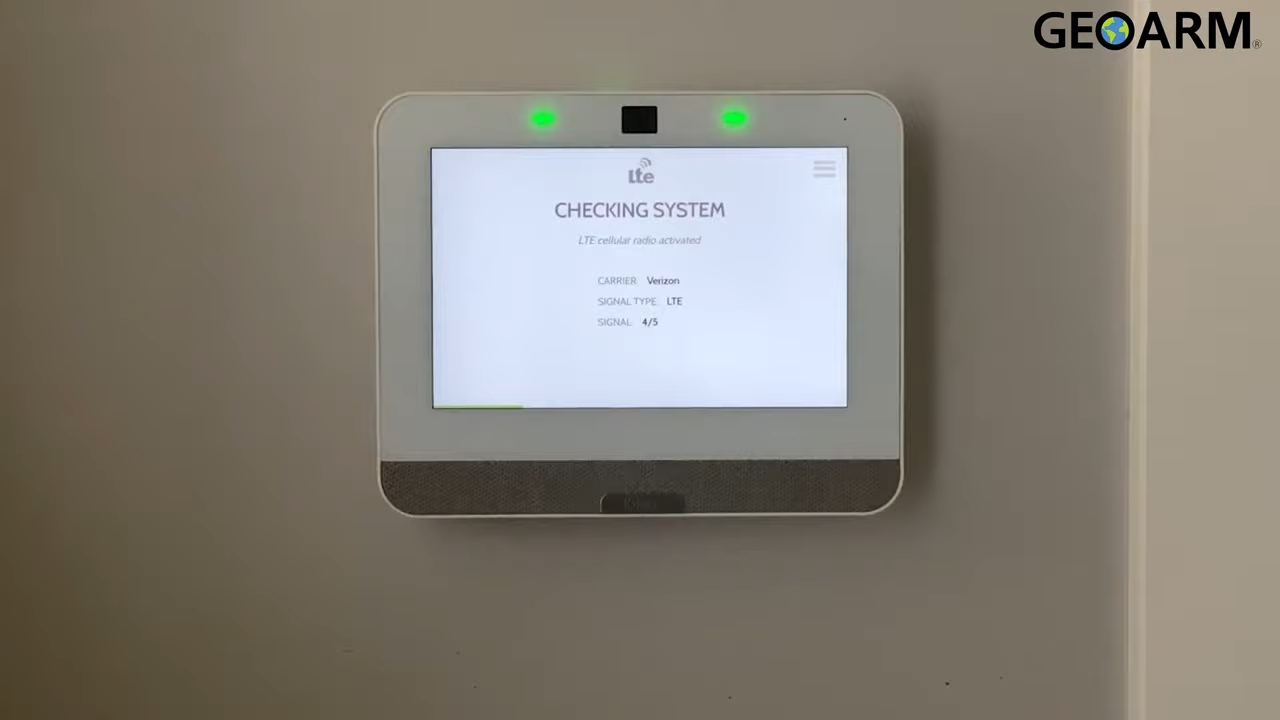 GEOARM®
Lte
CHECKING SYSTEM
LTE cellular radio activated
CARRIER: Verizon
SIGNAL TYPE: LTE
SIGNAL: 4/5